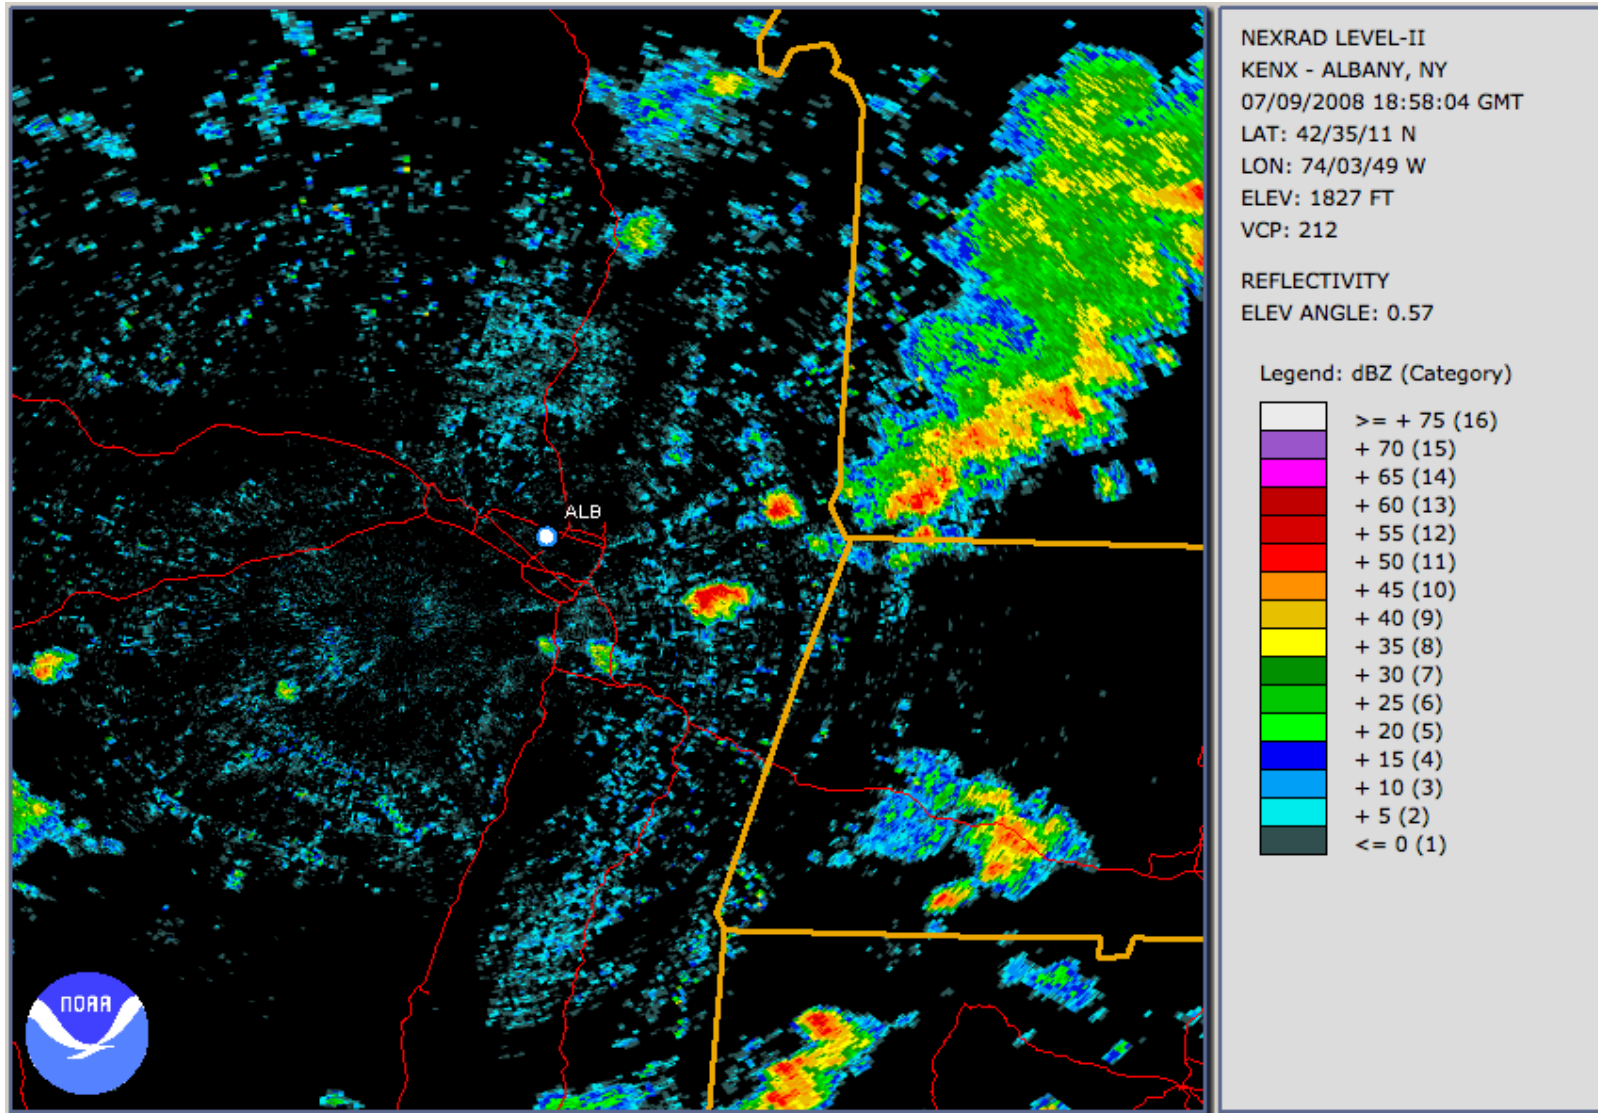 ALB
NOAA
NEXRAD LEVEL-II
KENX - ALBANY, NY
07/09/2008 18:58:04 GMT
LAT: 42/35/11 N
LON: 74/03/49 W
ELEV: 1827 FT
VCP: 212
REFLECTIVITY
ELEV ANGLE: 0.57
Legend: dBZ (Category)
>= + 75 (16)
+ 70 (15)
+ 65 (14)
+ 60 (13)
+ 55 (12)
+ 50 (11)
+ 45 (10)
+ 40 (9)
+ 35 (8)
+ 30 (7)
+ 25 (6)
+ 20 (5)
+ 15 (4)
+ 10 (3)
+ 5 (2)
<= 0 (1)